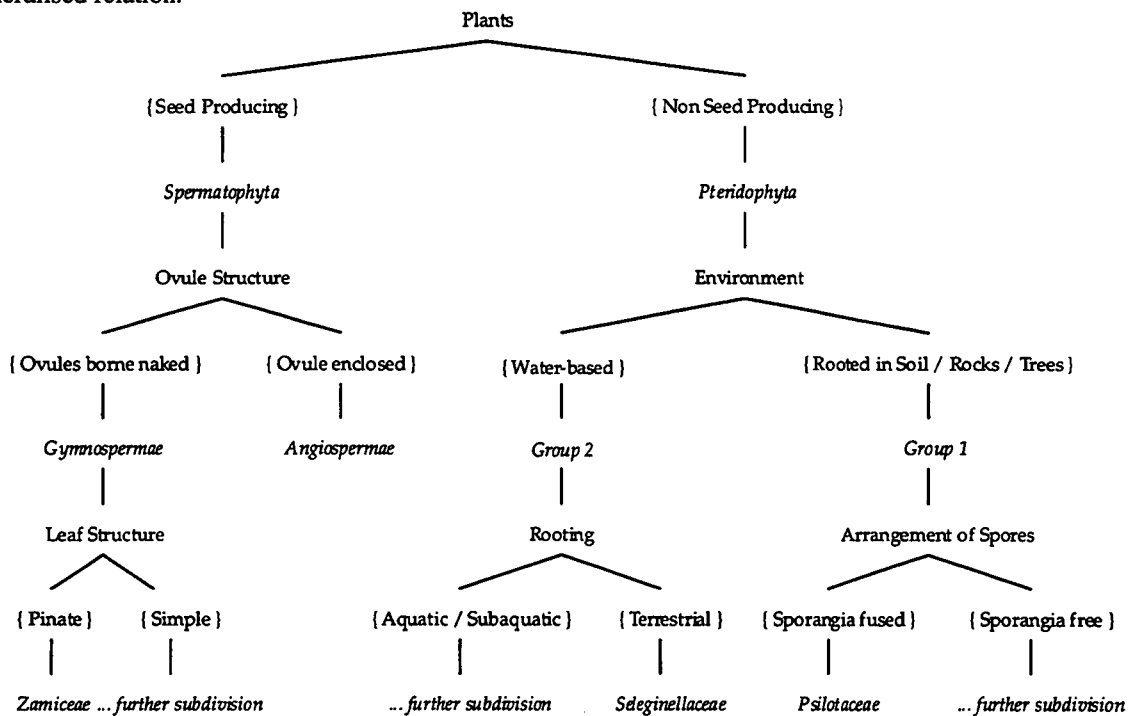 Plants
{Seed Producing } { Non Seed Producing }
Spermatophyta Pteridophyta
Ovule Structure Environment
{ Ovules borne naked } { Ovule enclosed } { Water-based } { Rooted in Soil / Rocks / Trees }
Gymnospermae Angiospermae Group 2 Group 1
Leaf Structure Rooting Arrangement of Spores
{ Pinate } { Simple } { Aquatic / Subaquatic } { Terrestrial } { Sporangia fused } { Sporangia free }
Zamiceae ... further subdivision ... further subdivision Seleginellaceae Psilotaceae ... further subdivision